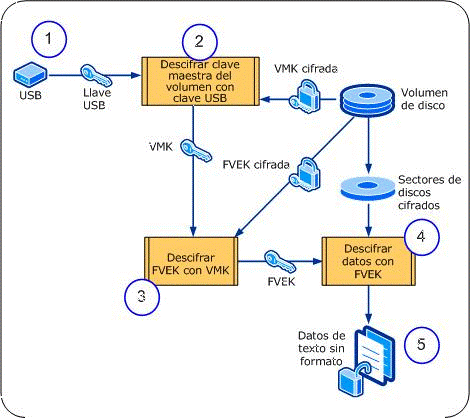 1
USB
Llave
USB
2
Descifrar clave
maestra del
volumen con
clave USB
VMK cifrada
Volumen
de disco
VMK
FVEK cifrada
Sectores de
discos
cifrados
3
Descifrar
FVEK con VMK
FVEK
4
Descifrar
datos con
FVEK
Datos de
texto sin
formato
5